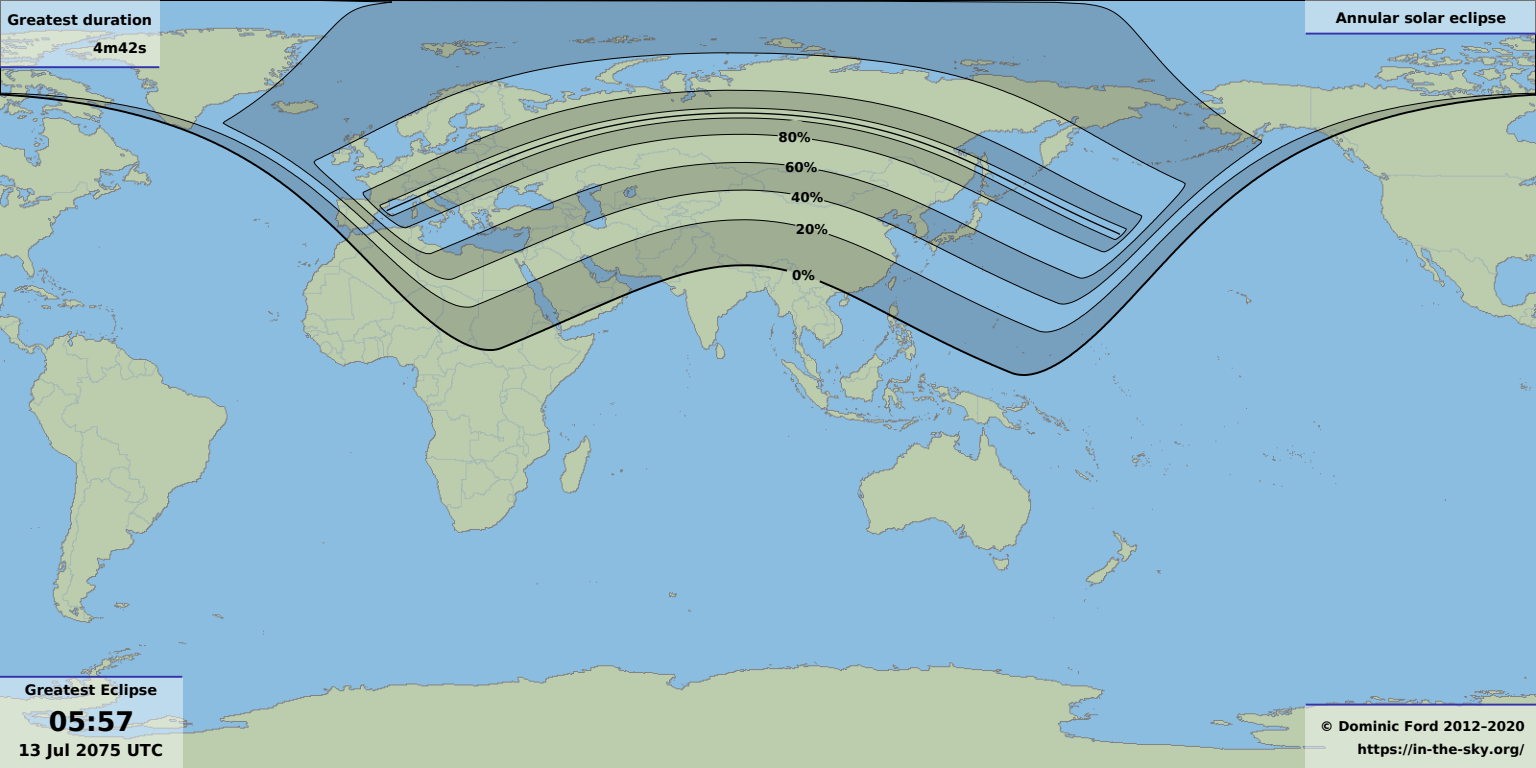 Greatest duration
4m42s
Annular solar eclipse
80%
60%
40%
20%
0%
Greatest Eclipse
05:57
13 Jul 2075 UTC
© Dominic Ford 2012–2020
https://in-the-sky.org/